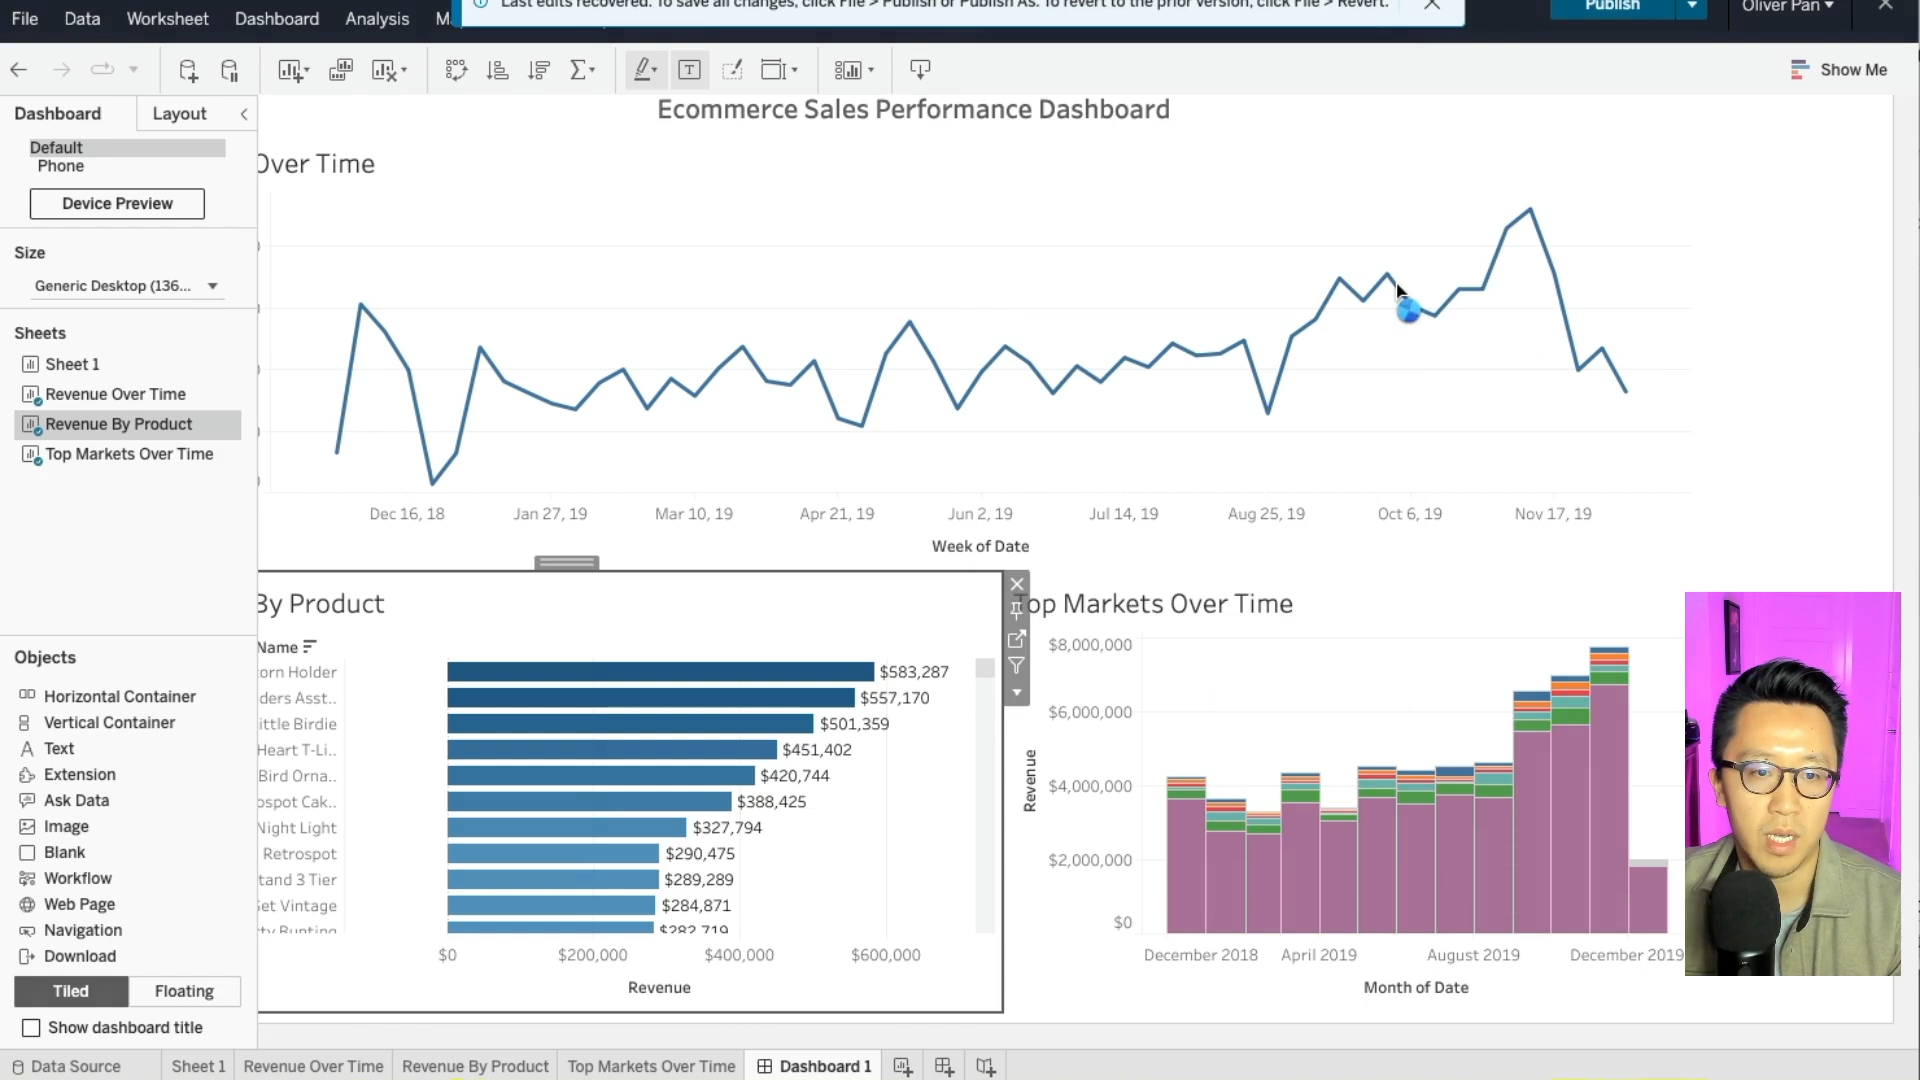 File Data Worksheet Dashboard Analysis
Last edits recovered. To save all changes, click File > Publish or Publish As. To revert to the prior version, click File > Revert.
Publish
Oliver Pan
Show Me
Dashboard
Layout
Default
Phone
Device Preview
Size
Generic Desktop (136...
Sheets
Sheet 1
Revenue Over Time
Revenue By Product
Top Markets Over Time
Objects
Horizontal Container
Vertical Container
Text
Extension
Ask Data
Image
Blank
Workflow
Web Page
Navigation
Download
Tiled
Floating
Show dashboard title
Ecommerce Sales Performance Dashboard
Over Time
Dec 16, 18
Jan 27, 19
Mar 10, 19
Apr 21, 19
Jun 2, 19
Jul 14, 19
Aug 25, 19
Oct 6, 19
Nov 17, 19
Week of Date
By Product
Name
orn Holder $583,287
ders Asst.. $557,170
ittle Birdie $501,359
Heart T-Li.. $451,402
Bird Orna.. $420,744
ospot Cak.. $388,425
Night Light $327,794
Retrospot $290,475
tand 3 Tier $289,289
Set Vintage $284,871
ty Bunting $282,719
$0 $200,000 $400,000 $600,000
Revenue
Top Markets Over Time
$8,000,000
$6,000,000
$4,000,000
$2,000,000
$0
Revenue
December 2018 April 2019 August 2019 December 2019
Month of Date
Data Source
Sheet 1
Revenue Over Time
Revenue By Product
Top Markets Over Time
Dashboard 1